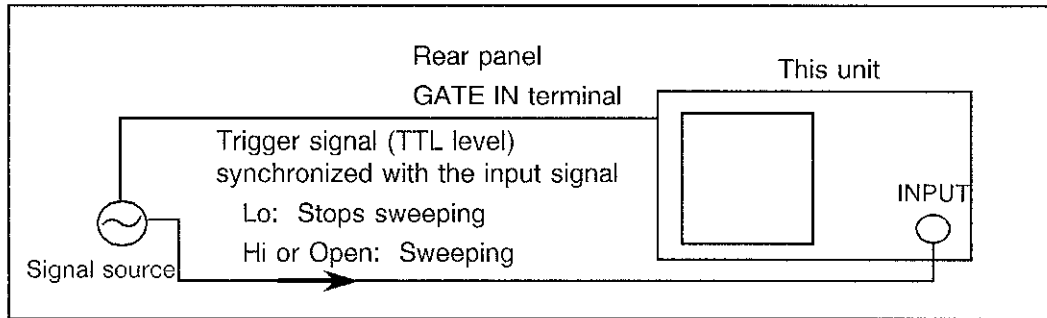 Rear panel
This unit
GATE IN terminal
Trigger signal (TTL level)
synchronized with the input signal
Lo: Stops sweeping
Hi or Open: Sweeping
INPUT
Signal source